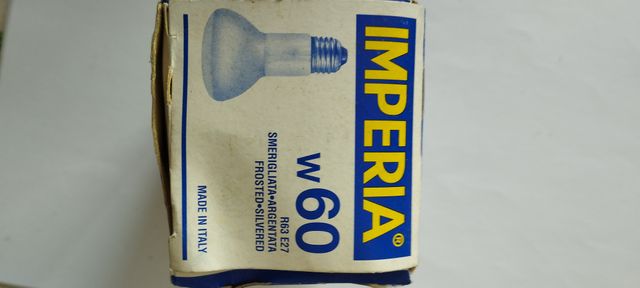 IMPERIA®
W 60
R63 E27
SMERIGLIATA•ARGENTATA
FROSTED•SILVERED
MADE IN ITALY